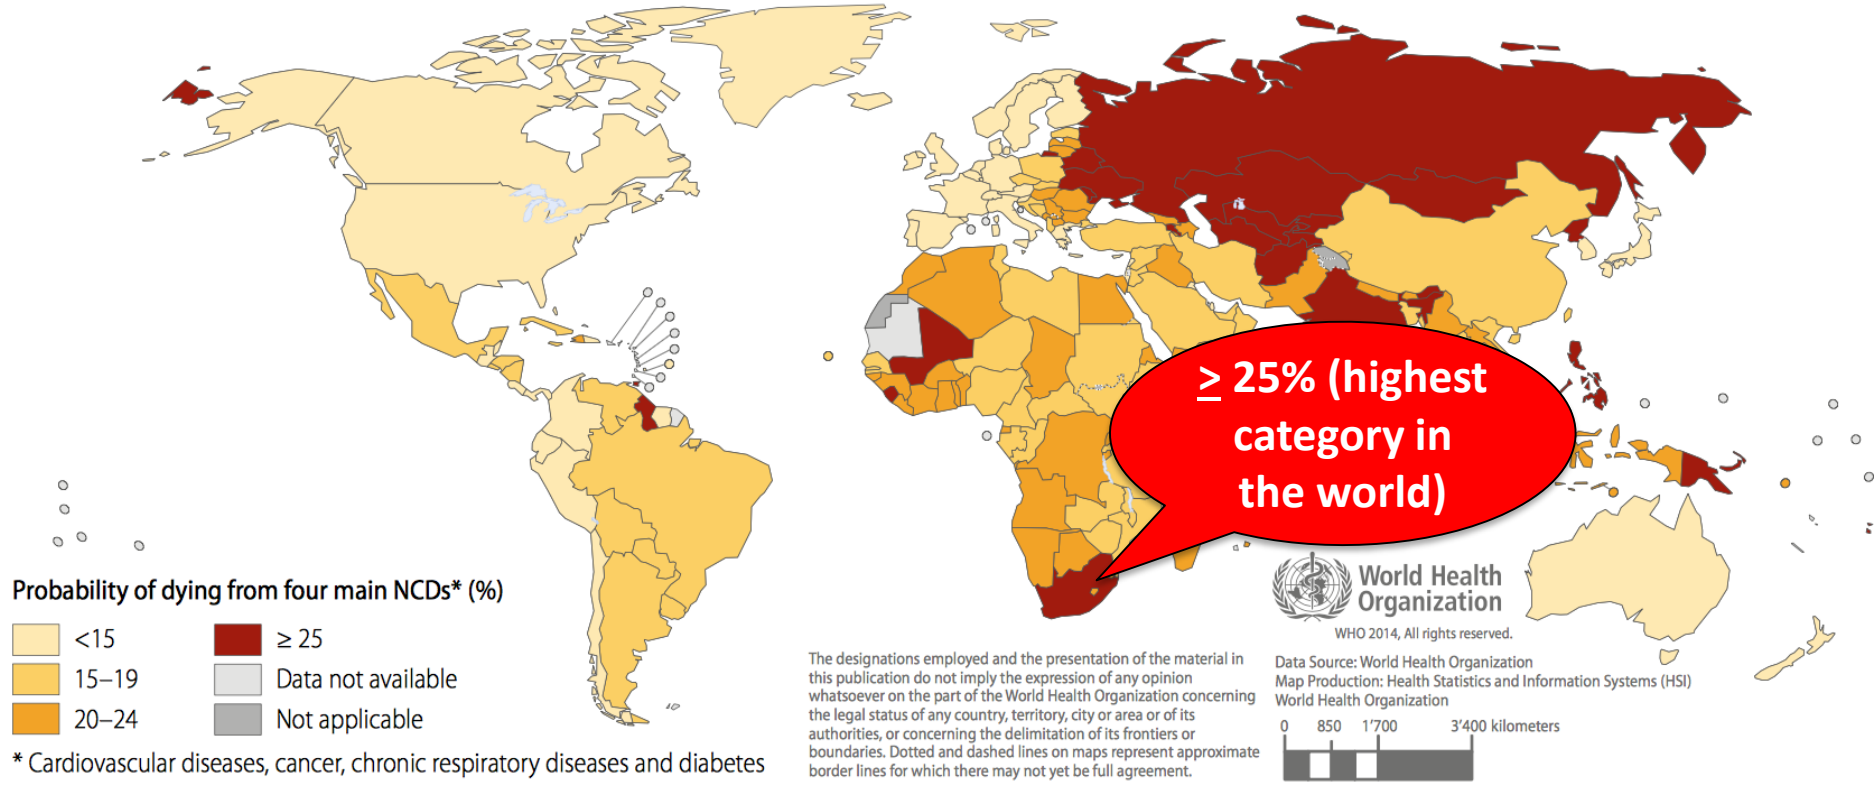 ≥ 25% (highest
category in
the world)
Probability of dying from four main NCDs* (%)
<15
15–19
20–24
≥ 25
Data not available
Not applicable
* Cardiovascular diseases, cancer, chronic respiratory diseases and diabetes
The designations employed and the presentation of the material in
this publication do not imply the expression of any opinion
whatsoever on the part of the World Health Organization concerning
the legal status of any country, territory, city or area or of its
authorities, or concerning the delimitation of its frontiers or
boundaries. Dotted and dashed lines on maps represent approximate
border lines for which there may not yet be full agreement.
World Health
Organization
WHO 2014, All rights reserved.
Data Source: World Health Organization
Map Production: Health Statistics and Information Systems (HSI)
World Health Organization
0 850 1'700 3'400 kilometers